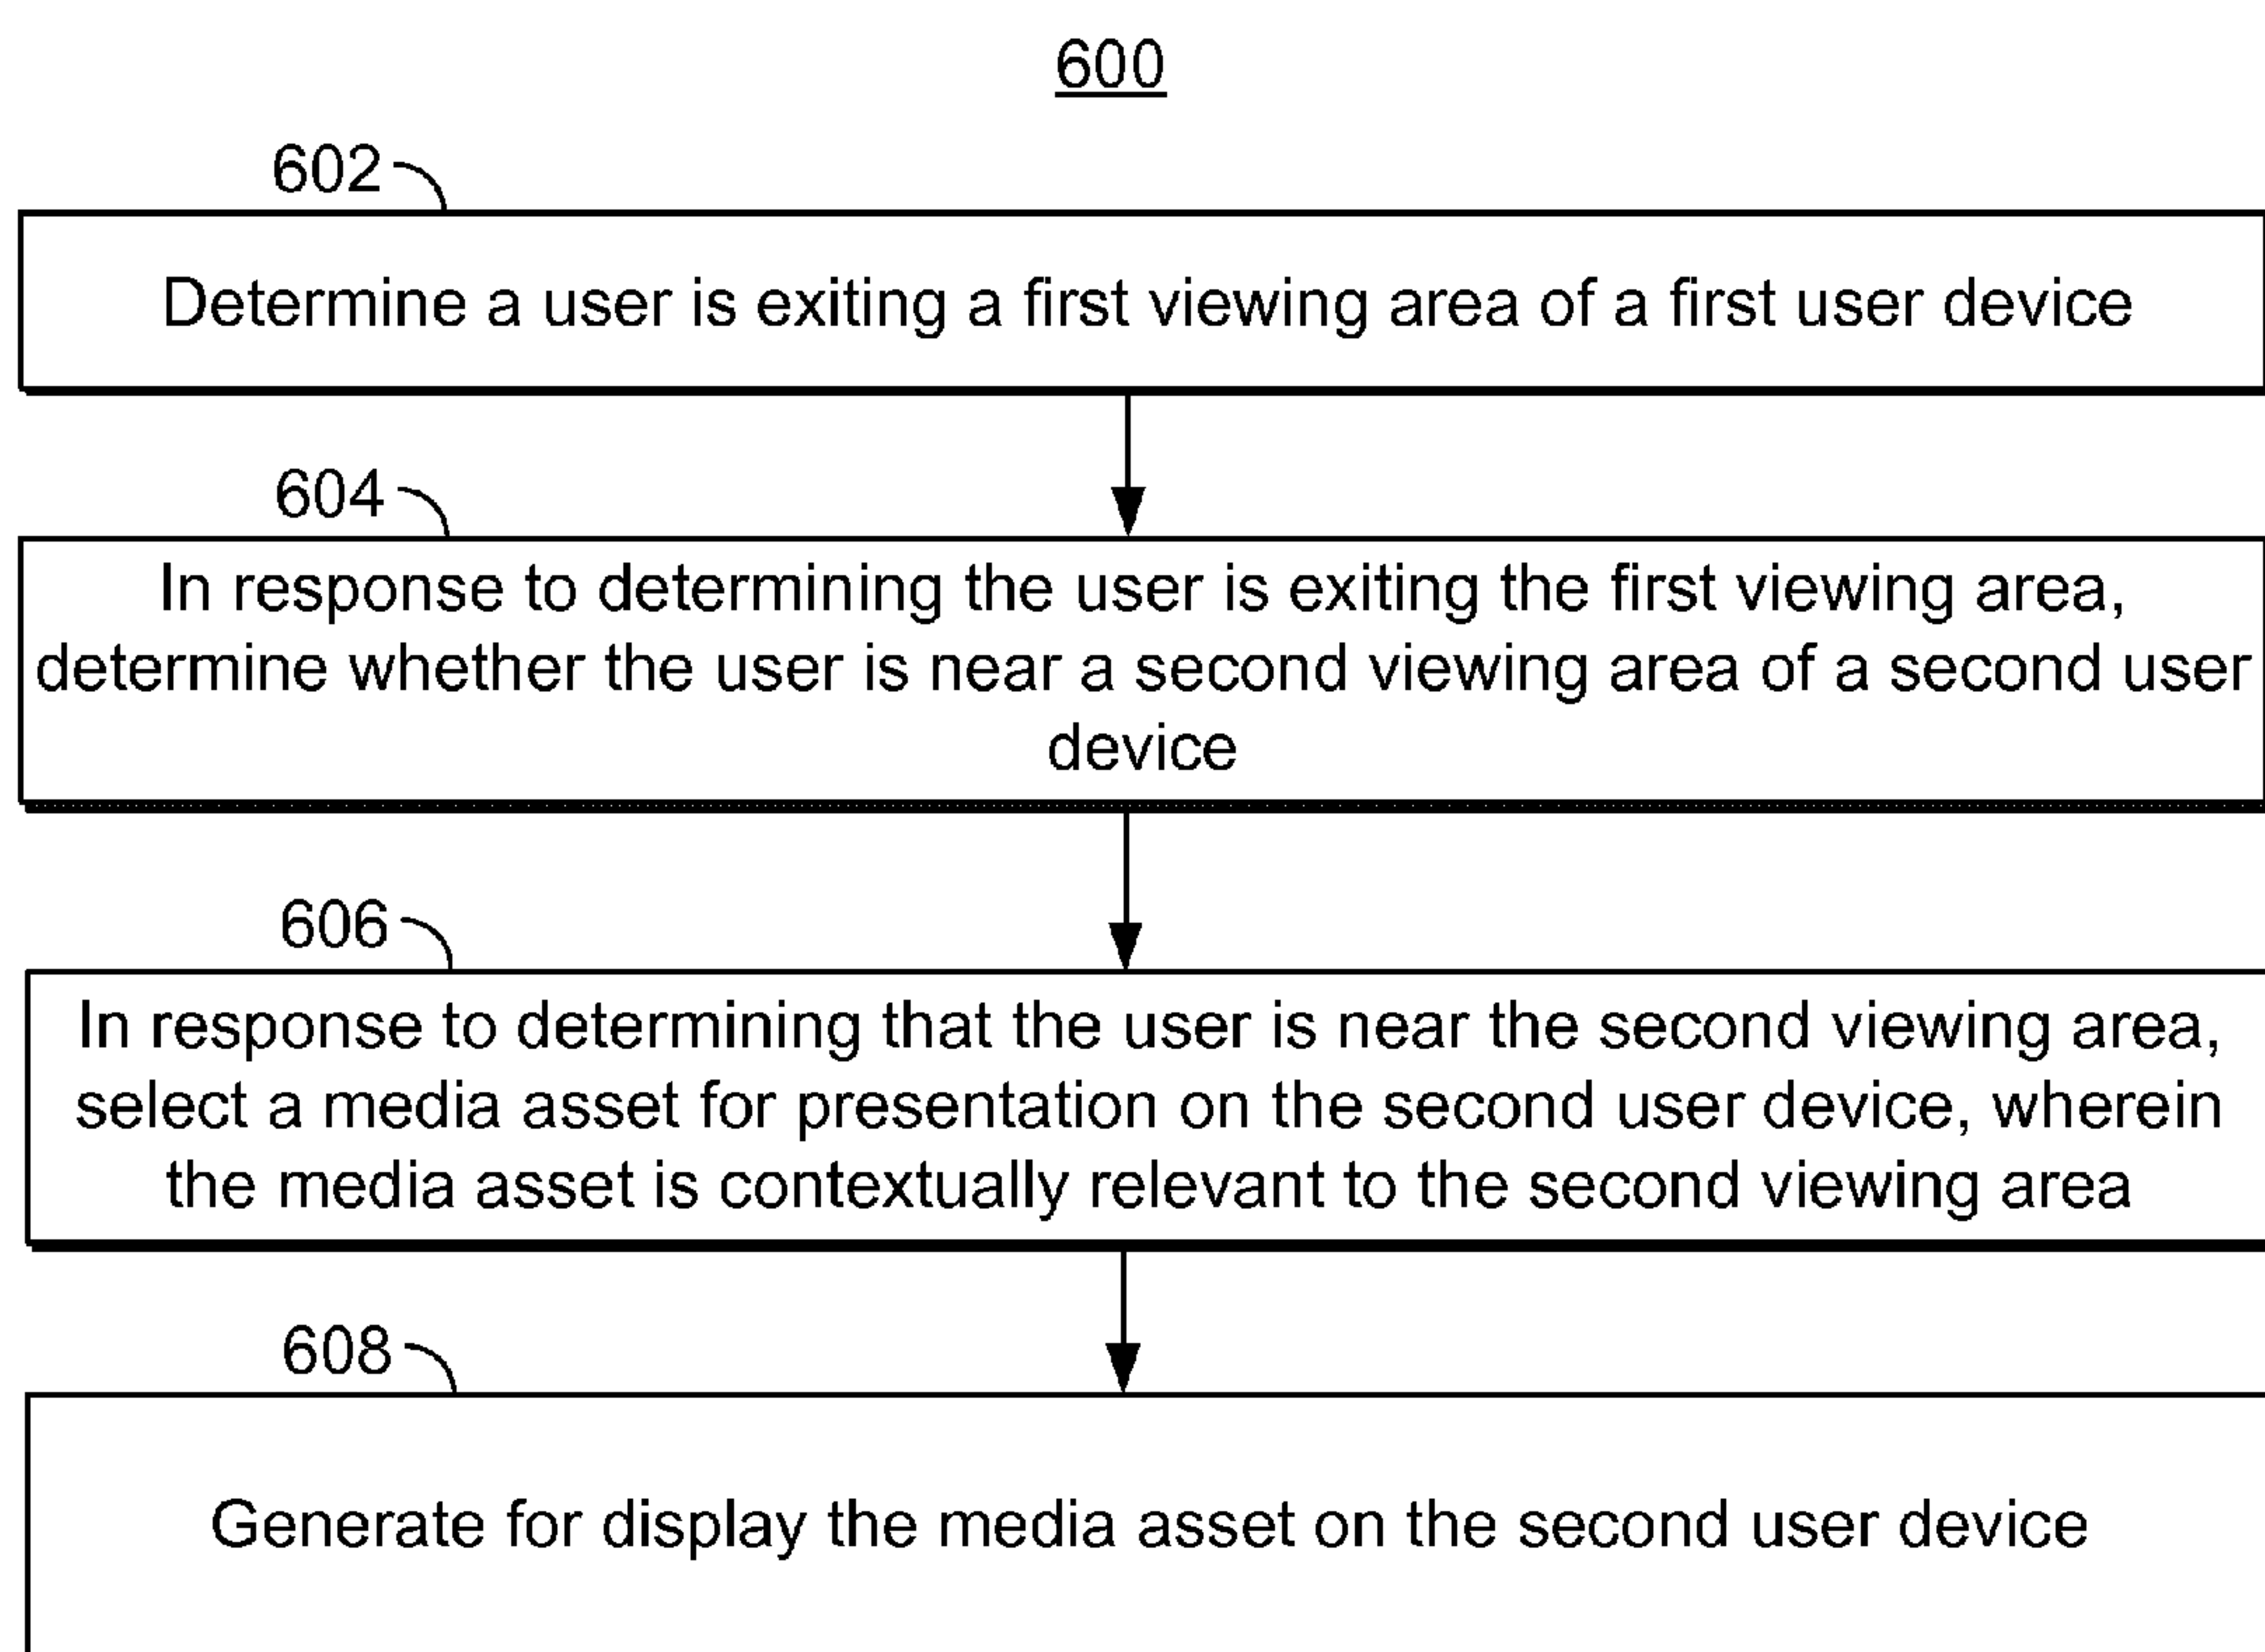 600
602
Determine a user is exiting a first viewing area of a first user device
604
In response to determining the user is exiting the first viewing area,
determine whether the user is near a second viewing area of a second user
device
606
In response to determining that the user is near the second viewing area,
select a media asset for presentation on the second user device, wherein
the media asset is contextually relevant to the second viewing area
608
Generate for display the media asset on the second user device